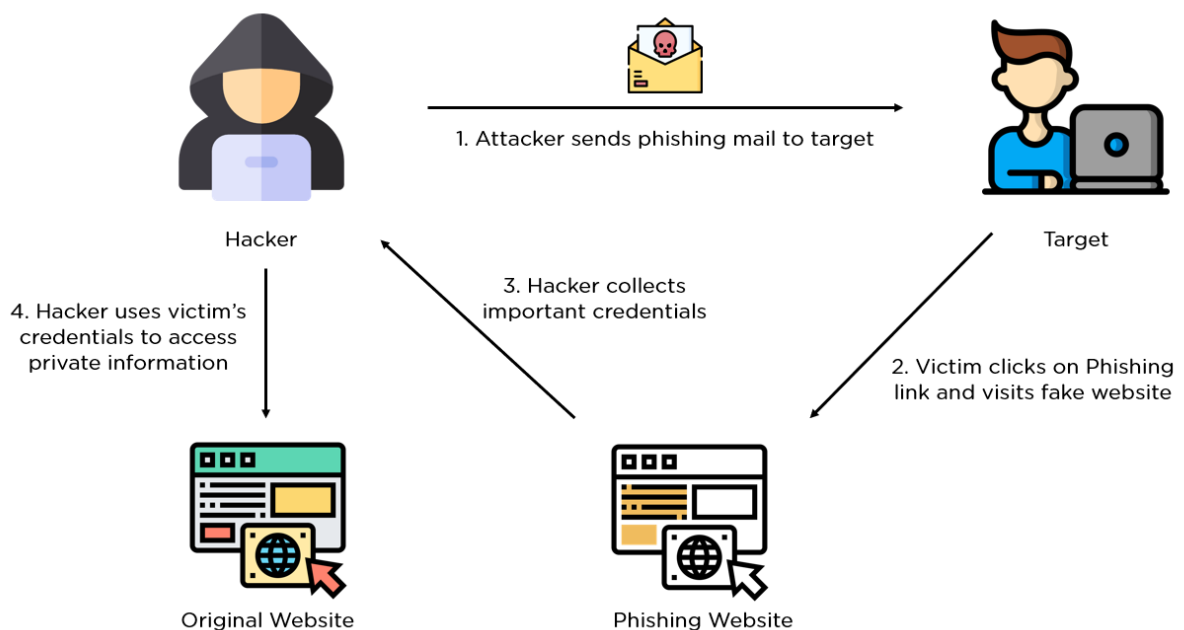 1. Attacker sends phishing mail to target
Hacker
Target
3. Hacker collects
important credentials
4. Hacker uses victim’s
credentials to access
private information
2. Victim clicks on Phishing
link and visits fake website
Original Website
Phishing Website